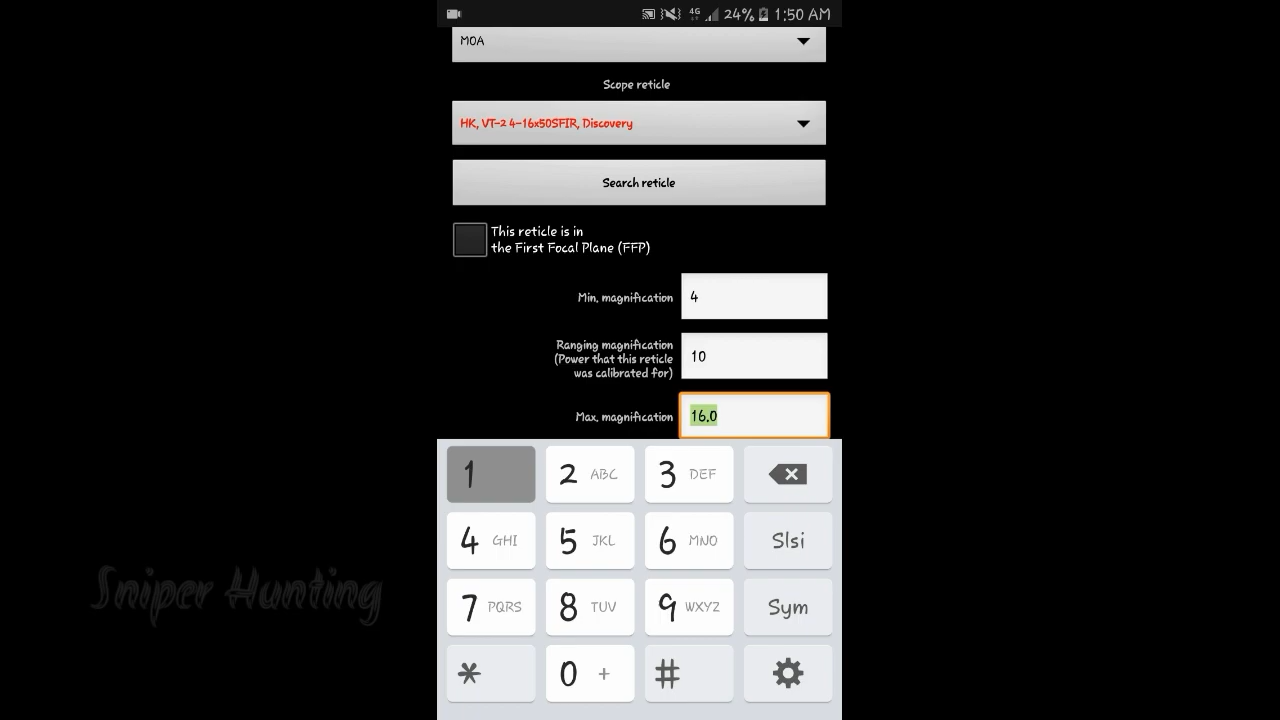 4G 24% 1:50 AM
MOA
Scope reticle
HK, VT-2 4-16x50SFIR, Discovery
Search reticle
This reticle is in
the First Focal Plane (FFP)
Min. magnification 4
Ranging magnification
(Power that this reticle
was calibrated for)
10
Max. magnification 16.0
1 2 ABC 3 DEF
4 GHI 5 JKL 6 MNO Slsi
7 PQRS 8 TUV 9 WXYZ Sym
* 0 + #
Sniper Hunting